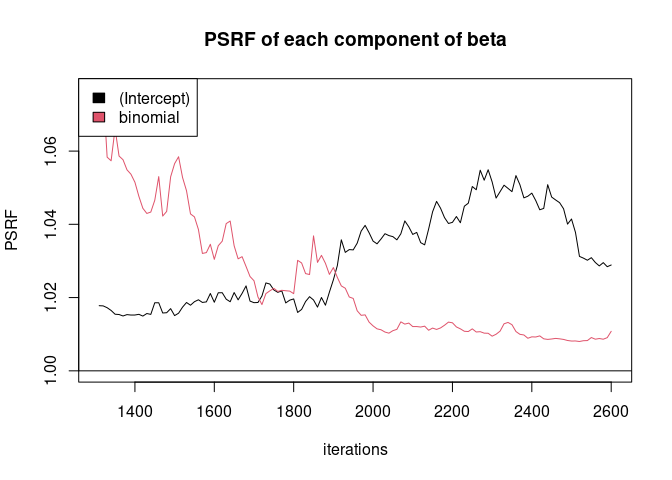 PSRF of each component of beta
(Intercept)
binomial
PSRF
1.06
1.04
1.02
1.00
1400 1600 1800 2000 2200 2400 2600
iterations